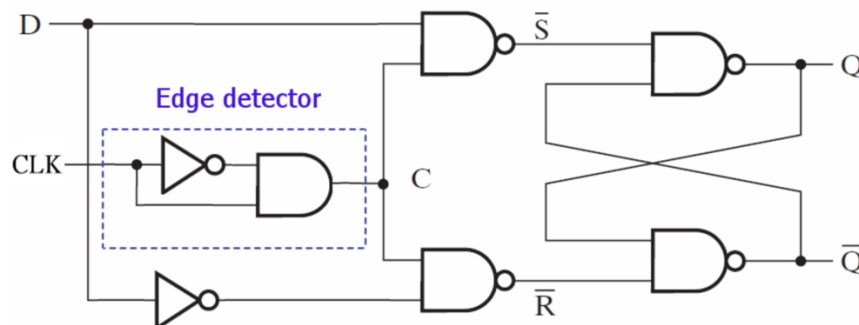 D
S̅
Q
Edge detector
CLK
C
R̅
Q̅